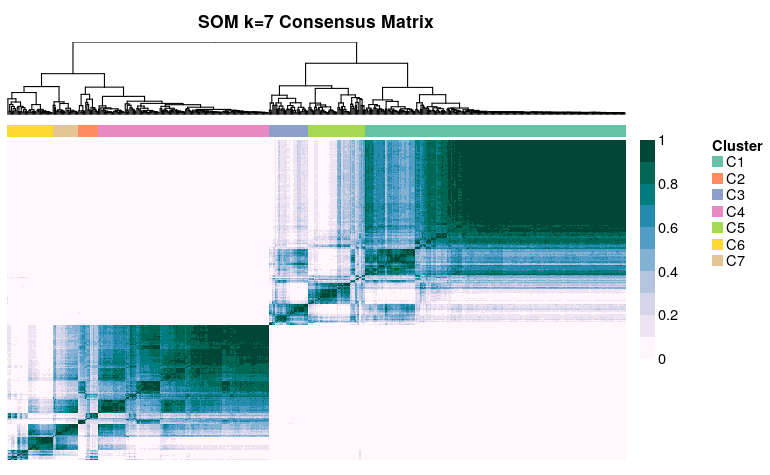 SOM k=7 Consensus Matrix
1
0.8
0.6
0.4
0.2
0
Cluster
C1
C2
C3
C4
C5
C6
C7